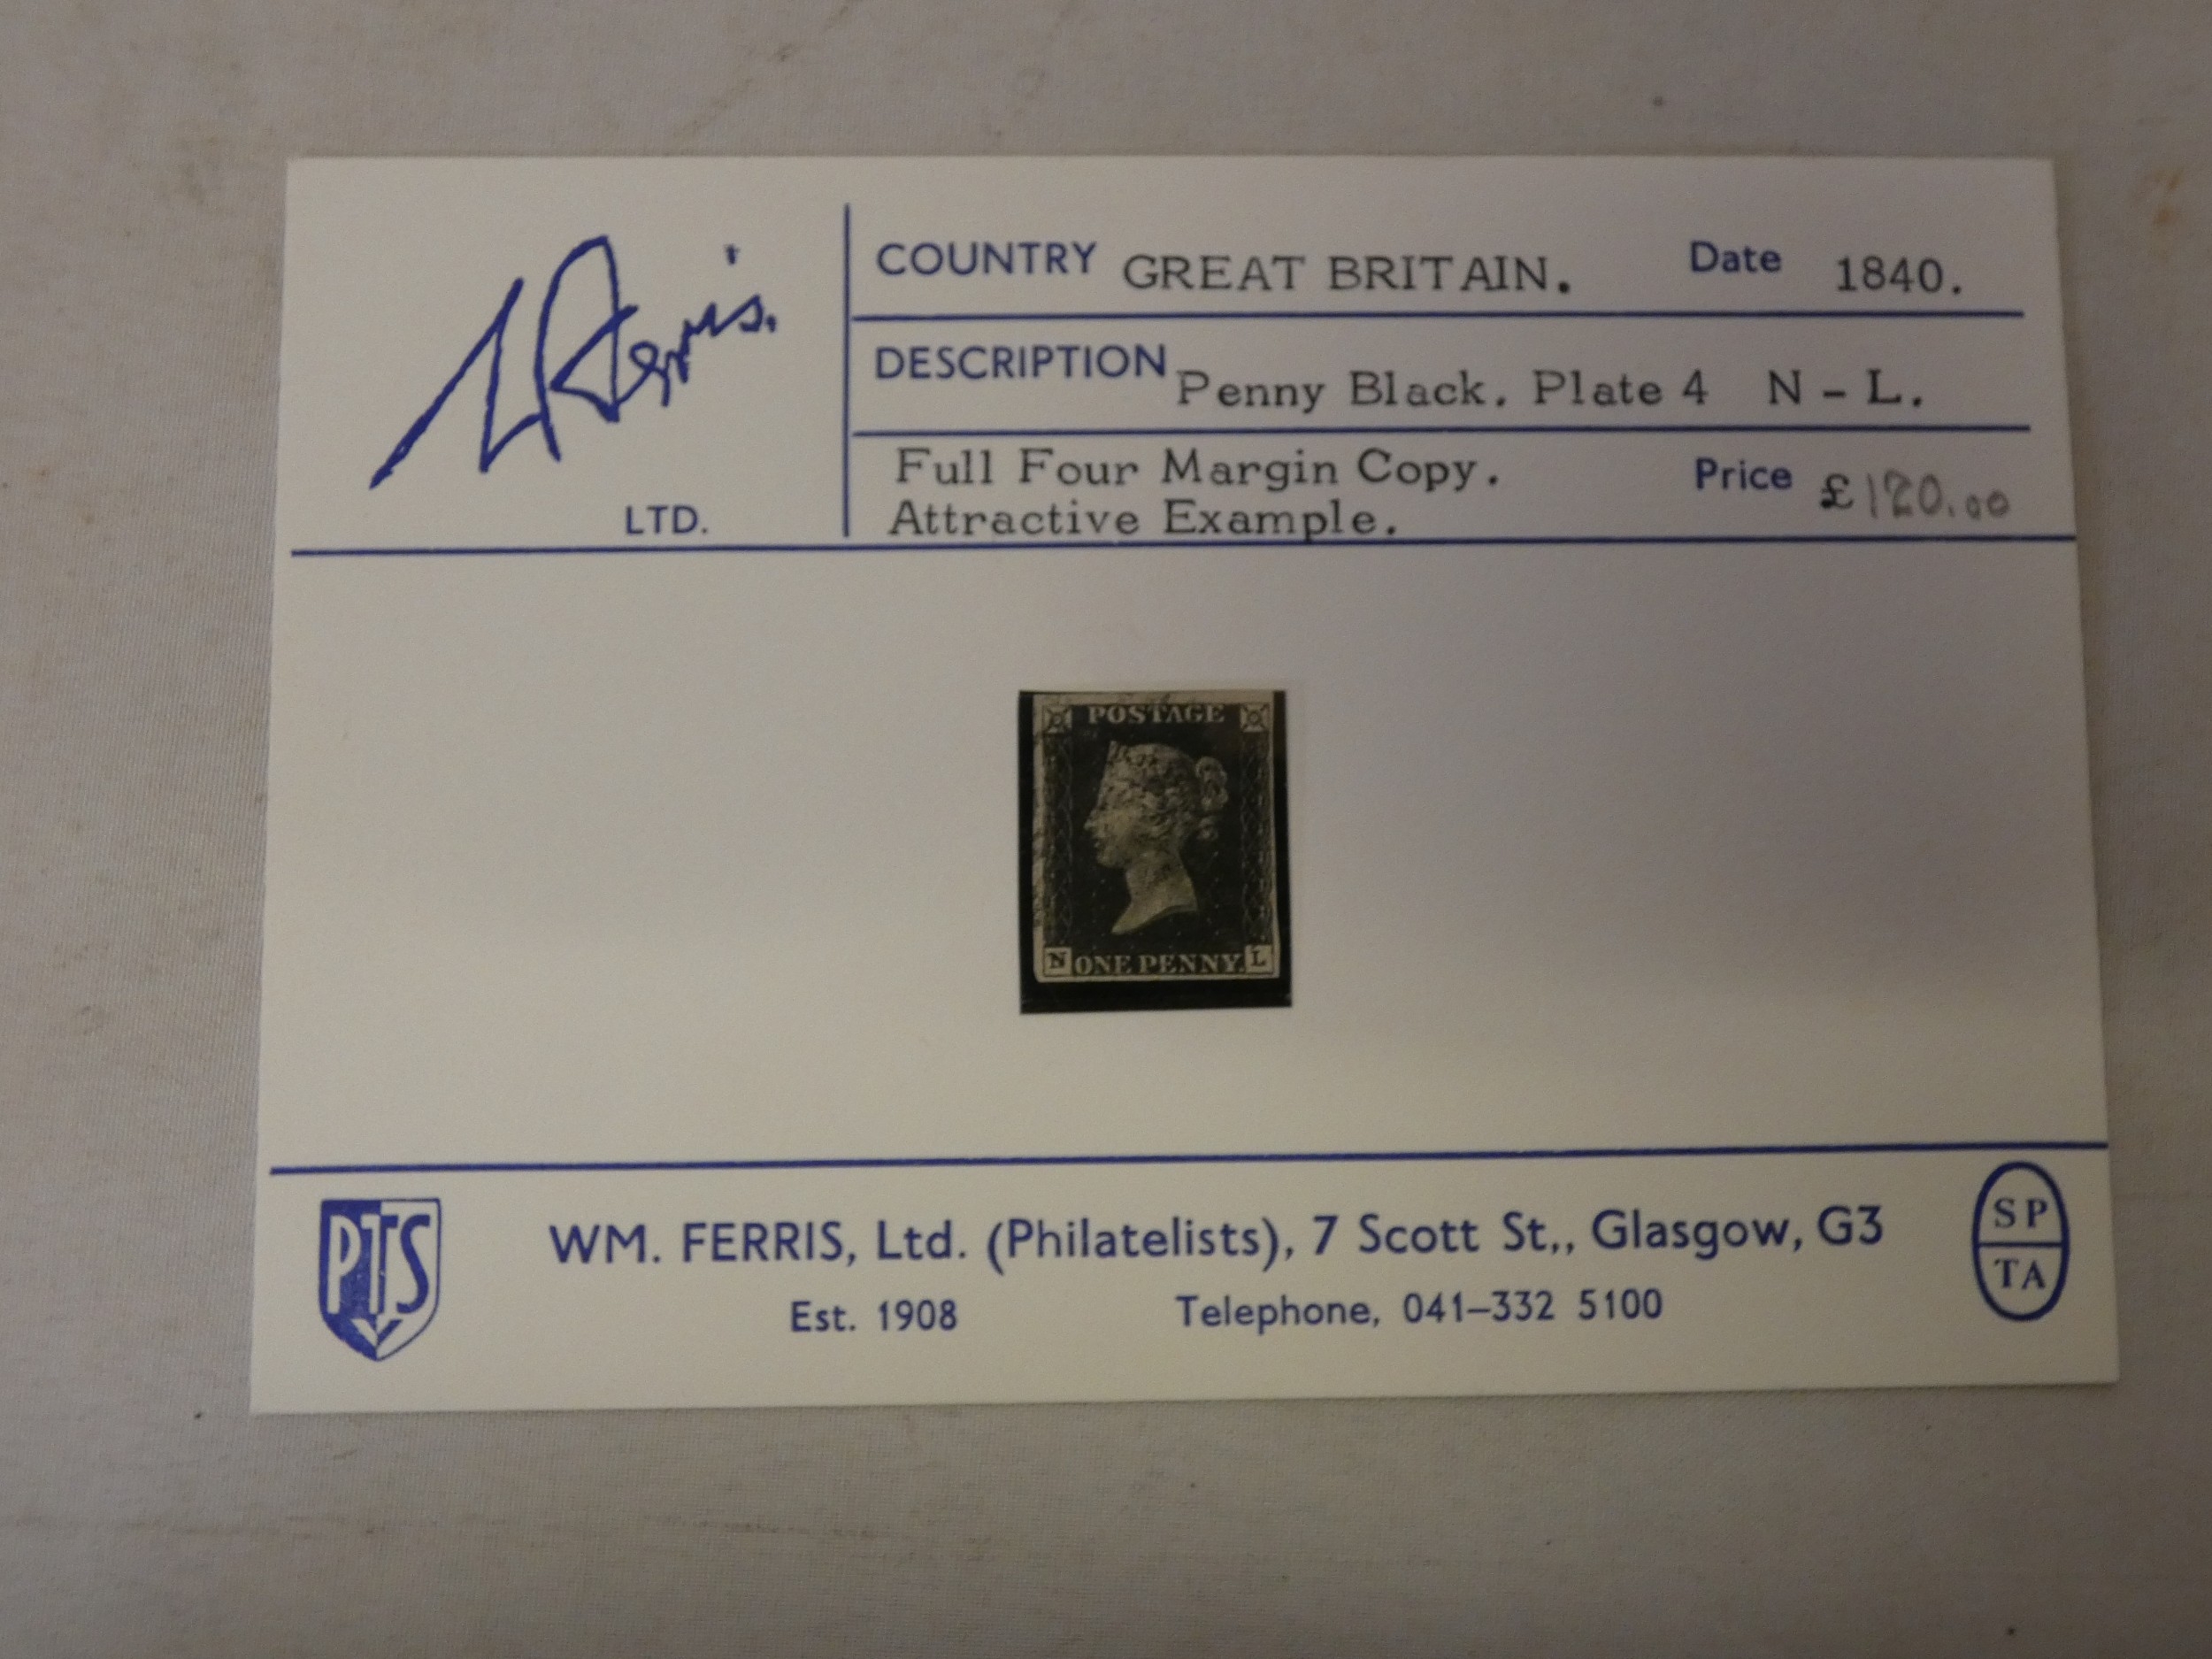 Ferris.
LTD.
COUNTRY GREAT BRITAIN. Date 1840.
DESCRIPTION Penny Black. Plate 4 N - L.
Full Four Margin Copy. Price £120.00
Attractive Example.
POSTAGE
N ONE PENNY. L
PTS
WM. FERRIS, Ltd. (Philatelists), 7 Scott St,, Glasgow, G3
Est. 1908 Telephone, 041–332 5100
SP
TA